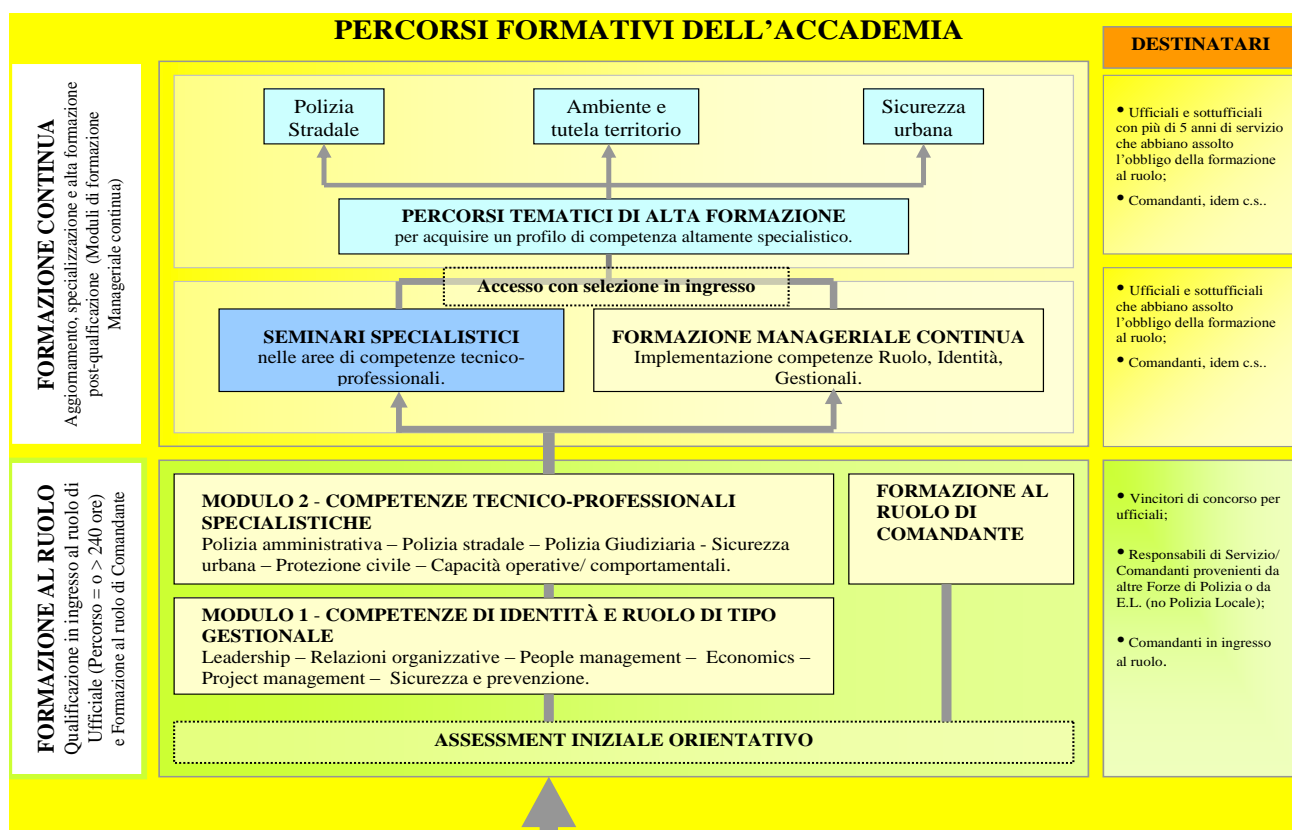 PERCORSI FORMATIVI DELL’ACCADEMIA
DESTINATARI
FORMAZIONE CONTINUA
Aggiornamento, specializzazione e alta formazione
post-qualificazione (Moduli di formazione
Manageriale continua)
Polizia
Stradale
Ambiente e
tutela territorio
Sicurezza
urbana
PERCORSI TEMATICI DI ALTA FORMAZIONE
per acquisire un profilo di competenza altamente specialistico.
• Ufficiali e sottufficiali
con più di 5 anni di servizio
che abbiano assolto
l’obbligo della formazione
al ruolo;
• Comandanti, idem c.s..
Accesso con selezione in ingresso
SEMINARI SPECIALISTICI
nelle aree di competenze tecnico-
professionali.
FORMAZIONE MANAGERIALE CONTINUA
Implementazione competenze Ruolo, Identità,
Gestionali.
• Ufficiali e sottufficiali
che abbiano assolto
l’obbligo della formazione
al ruolo;
• Comandanti, idem c.s..
FORMAZIONE AL RUOLO
Qualificazione in ingresso al ruolo di
Ufficiale (Percorso = o > 240 ore)
e Formazione al ruolo di Comandante
MODULO 2 - COMPETENZE TECNICO-PROFESSIONALI
SPECIALISTICHE
Polizia amministrativa – Polizia stradale – Polizia Giudiziaria - Sicurezza
urbana – Protezione civile – Capacità operative/ comportamentali.
FORMAZIONE AL
RUOLO DI
COMANDANTE
MODULO 1 - COMPETENZE DI IDENTITÀ E RUOLO DI TIPO
GESTIONALE
Leadership – Relazioni organizzative – People management – Economics –
Project management – Sicurezza e prevenzione.
ASSESSMENT INIZIALE ORIENTATIVO
• Vincitori di concorso per
ufficiali;
• Responsabili di Servizio/
Comandanti provenienti da
altre Forze di Polizia o da
E.L. (no Polizia Locale);
• Comandanti in ingresso
al ruolo.